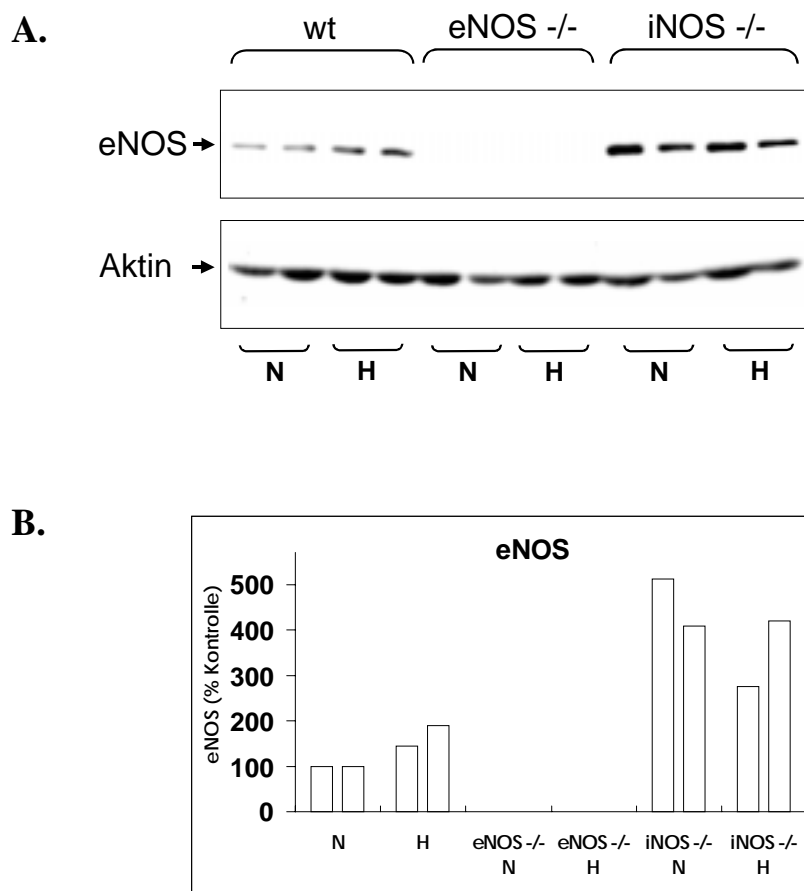 A.
wt eNOS -/- iNOS -/-
eNOS
Aktin
N H N H N H
B.
eNOS
eNOS (% Kontrolle)
500
400
300
200
100
0
N H eNOS -/- eNOS -/- iNOS -/- iNOS -/-
N H N H